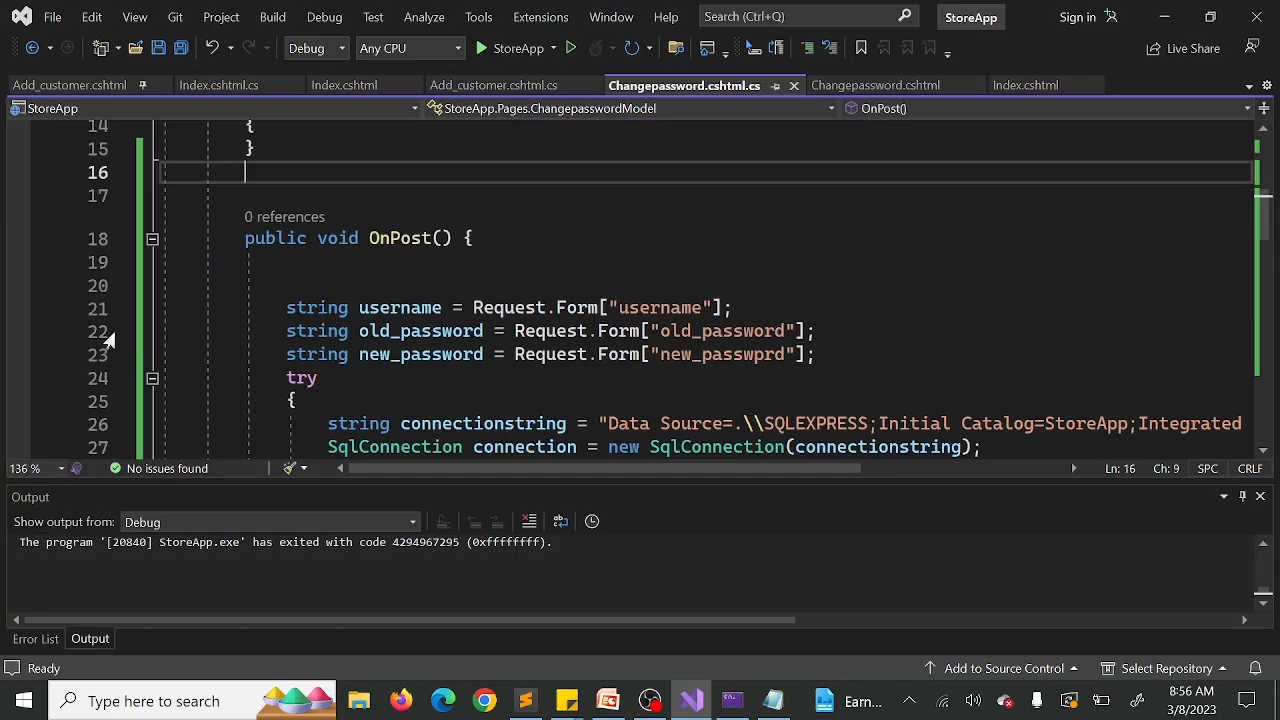 File Edit View Git Project Build Debug Test Analyze Tools Extensions Window Help Search (Ctrl+Q) StoreApp Sign in
Debug Any CPU StoreApp Live Share
Add_customer.cshtml Index.cshtml.cs Index.cshtml Add_customer.cshtml.cs Changepassword.cshtml.cs Changepassword.cshtml Index.cshtml
StoreApp StoreApp.Pages.ChangepasswordModel OnPost()
14 {
15 }
16
17
0 references
18 public void OnPost() {
19
20
21 string username = Request.Form["username"];
22 string old_password = Request.Form["old_password"];
23 string new_password = Request.Form["new_passwprd"];
24 try
25 {
26 string connectionstring = "Data Source=.\\SQLEXPRESS;Initial Catalog=StoreApp;Integrated
27 SqlConnection connection = new SqlConnection(connectionstring);
136 % No issues found Ln: 16 Ch: 9 SPC CRLF
Output
Show output from: Debug
The program '[20840] StoreApp.exe' has exited with code 4294967295 (0xffffffff).
Error List Output
Ready Add to Source Control Select Repository
Type here to search Earn... 8:36 AM
3/8/2023